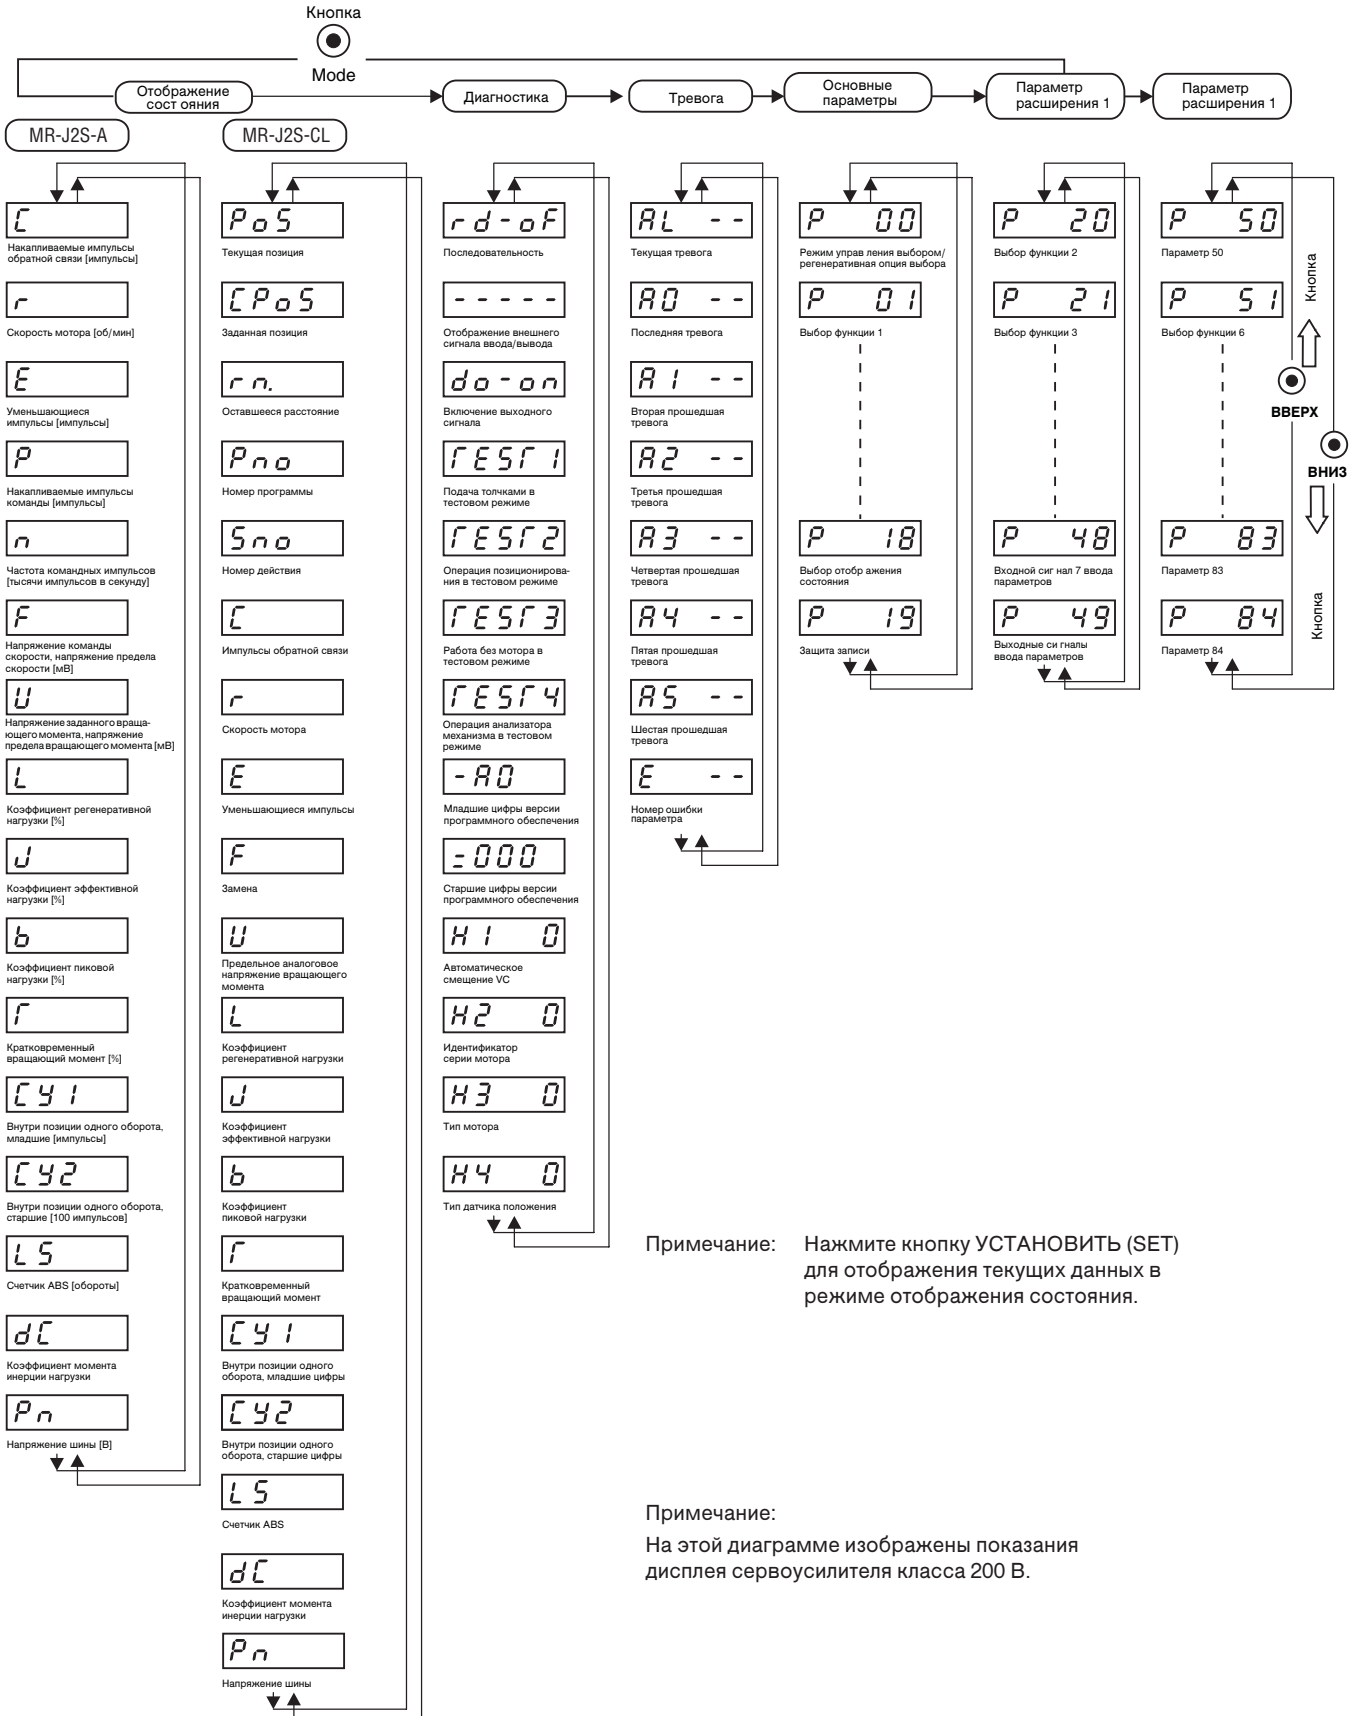 Кнопка
Mode
Отображение
сост ояния
Диагностика
Тревога
Основные
параметры
Параметр
расширения 1
Параметр
расширения 1
MR-J2S-A
C
Накапливаемые импульсы
обратной связи [импульсы]
r
Скорость мотора [об/мин]
E
Уменьшающиеся
импульсы [импульсы]
P
Накапливаемые импульсы
команды [импульсы]
n
Частота командных импульсов
[тысячи импульсов в секунду]
F
Напряжение команды
скорости, напряжение предела
скорости [мВ]
U
Напряжение заданного враща-
ющего момента, напряжение
предела вращающего момента [мВ]
L
Коэффициент регенеративной
нагрузки [%]
J
Коэффициент эффективной
нагрузки [%]
b
Коэффициент пиковой
нагрузки [%]
T
Кратковременный
вращающий момент [%]
CY1
Внутри позиции одного оборота,
младшие [импульсы]
CY2
Внутри позиции одного оборота,
старшие [100 импульсов]
LS
Счетчик ABS [обороты]
dC
Коэффициент момента
инерции нагрузки
Pn
Напряжение шины [В]
MR-J2S-CL
PoS
Текущая позиция
CPoS
Заданная позиция
rn.
Оставшееся расстояние
Pno
Номер программы
Sno
Номер действия
C
Импульсы обратной связи
r
Скорость мотора
E
Уменьшающиеся импульсы
F
Замена
U
Предельное аналоговое
напряжение вращающего
момента
L
Коэффициент
регенеративной нагрузки
J
Коэффициент
эффективной нагрузки
b
Коэффициент
пиковой нагрузки
T
Кратковременный
вращающий момент
CY1
Внутри позиции одного
оборота, младшие цифры
CY2
Внутри позиции одного
оборота, старшие цифры
LS
Счетчик ABS
dC
Коэффициент момента
инерции нагрузки
Pn
Напряжение шины
rd-oF
Последовательность
-----
Отображение внешнего
сигнала ввода/вывода
do-on
Включение выходного
сигнала
TEST1
Подача толчками в
тестовом режиме
TEST2
Операция позиционирова-
ния в тестовом режиме
TEST3
Работа без мотора в
тестовом режиме
TEST4
Операция анализатора
механизма в тестовом
режиме
-A0
Младшие цифры версии
программного обеспечения
=000
Старшие цифры версии
программного обеспечения
H1 0
Автоматическое
смещение VC
H2 0
Идентификатор
серии мотора
H3 0
Тип мотора
H4 0
Тип датчика положения
AL --
Текущая тревога
A0 --
Последняя тревога
A1 --
Вторая прошедшая
тревога
A2 --
Третья прошедшая
тревога
A3 --
Четвертая прошедшая
тревога
A4 --
Пятая прошедшая
тревога
A5 --
Шестая прошедшая
тревога
E --
Номер ошибки
параметра
P 00
Режим управ ления выбором/
регенеративная опция выбора
P 01
Выбор функции 1
P 18
Выбор отобр ажения
состояния
P 19
Защита записи
P 20
Выбор функции 2
P 21
Выбор функции 3
P 48
Входной сиг нал 7 ввода
параметров
P 49
Выходные си гналы
ввода параметров
P 50
Параметр 50
P 51
Выбор функции 6
P 83
Параметр 83
P 84
Параметр 84
Кнопка
ВВЕРХ
ВНИЗ
Кнопка
Примечание: Нажмите кнопку УСТАНОВИТЬ (SET)
для отображения текущих данных в
режиме отображения состояния.
Примечание:
На этой диаграмме изображены показания
дисплея сервоусилителя класса 200 В.